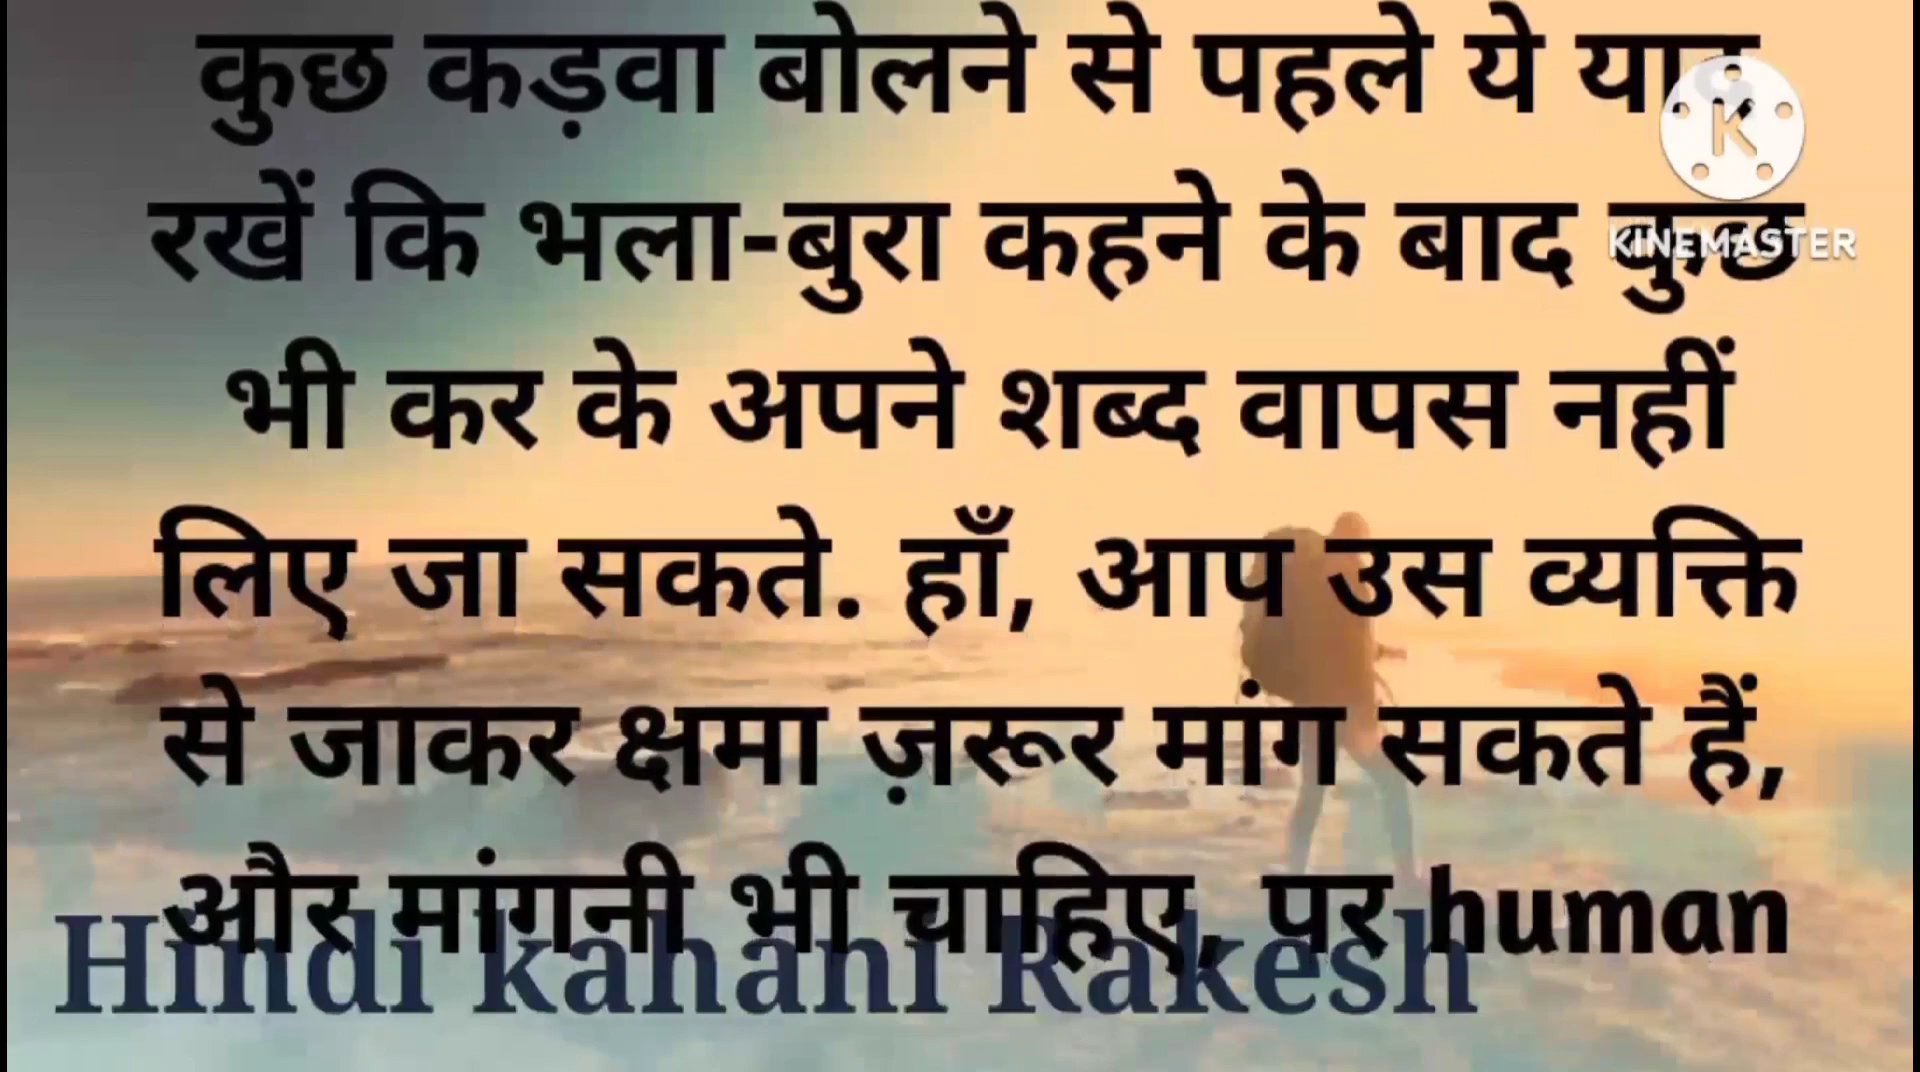 कुछ कड़वा बोलने से पहले ये याद
रखें कि भला-बुरा कहने के बाद कुछ
भी कर के अपने शब्द वापस नहीं
लिए जा सकते. हाँ, आप उस व्यक्ति
से जाकर क्षमा ज़रूर मांग सकते हैं,
और मांगनी भी चाहिए, पर human
Hindi kahani Rakesh
K
KINEMASTER